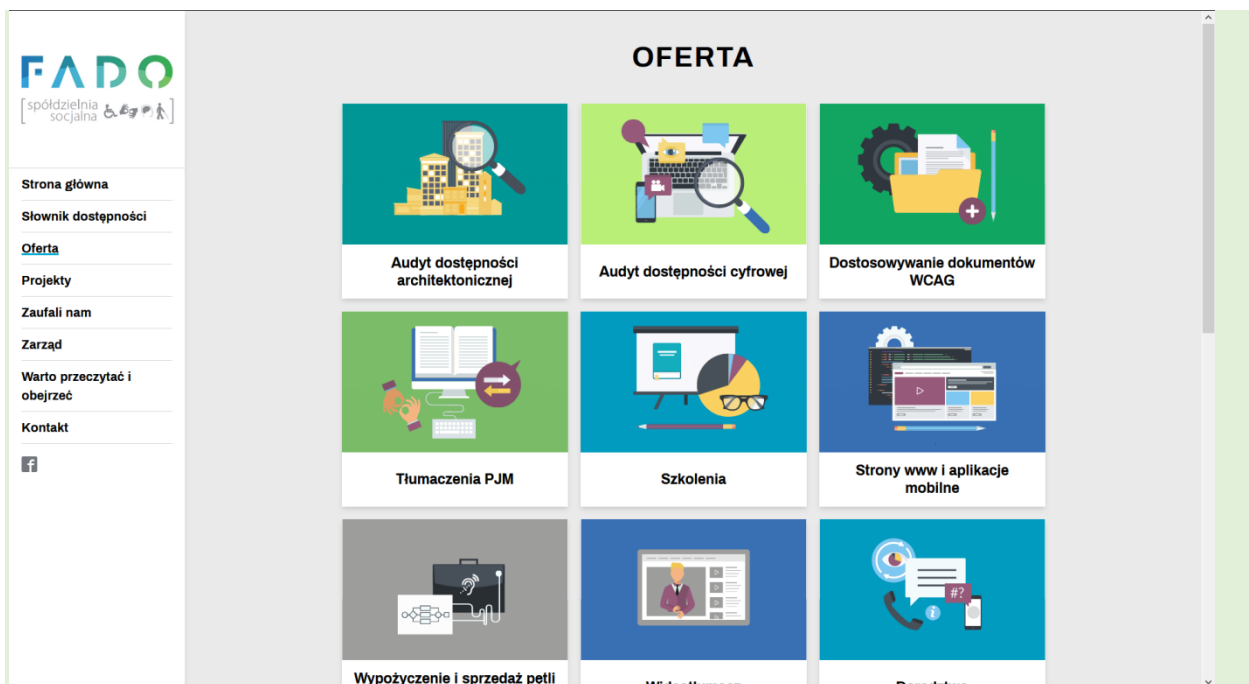 FADO
spółdzielnia
socjalna
Strona główna
Słownik dostępności
Oferta
Projekty
Zaufali nam
Zarząd
Warto przeczytać i
obejrzeć
Kontakt
f
OFERTA
Audyt dostępności
architektonicznej
Audyt dostępności cyfrowej
Dostosowywanie dokumentów
WCAG
Tłumaczenia PJM
Szkolenia
Strony www i aplikacje
mobilne
#?
i
Wypożyczenie i sprzedaż pętli